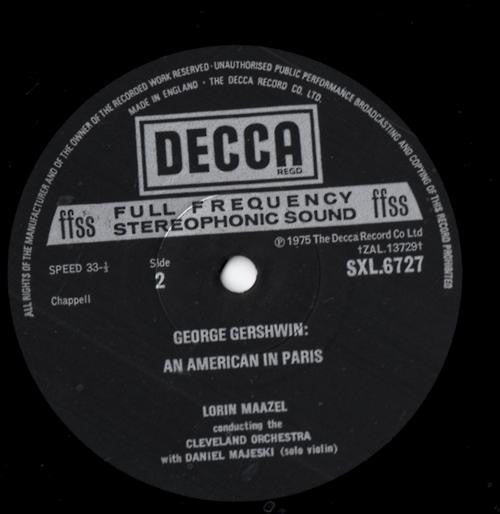 ALL RIGHTS OF THE MANUFACTURER AND OF THE OWNER OF THE RECORDED WORK RESERVED · UNAUTHORISED PUBLIC PERFORMANCE BROADCASTING AND COPYING OF THIS RECORD PROHIBITED
MADE IN ENGLAND · THE DECCA RECORD CO. LTD.
DECCA
REGD
ffss FULL FREQUENCY STEREOPHONIC SOUND ffss
℗ 1975 The Decca Record Co Ltd
†ZAL.13729†
SPEED 33-⅓ Side 2 SXL.6727
Chappell
GEORGE GERSHWIN:
AN AMERICAN IN PARIS
LORIN MAAZEL
conducting the
CLEVELAND ORCHESTRA
with DANIEL MAJESKI (solo violin)